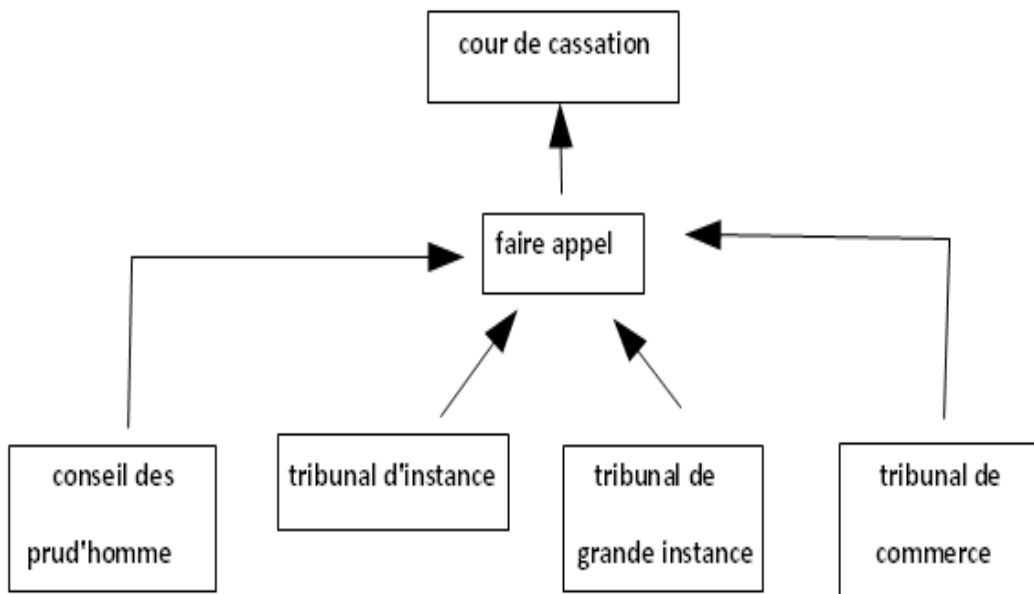 cour de cassation
faire appel
conseil des
prud'homme
tribunal d'instance
tribunal de
grande instance
tribunal de
commerce